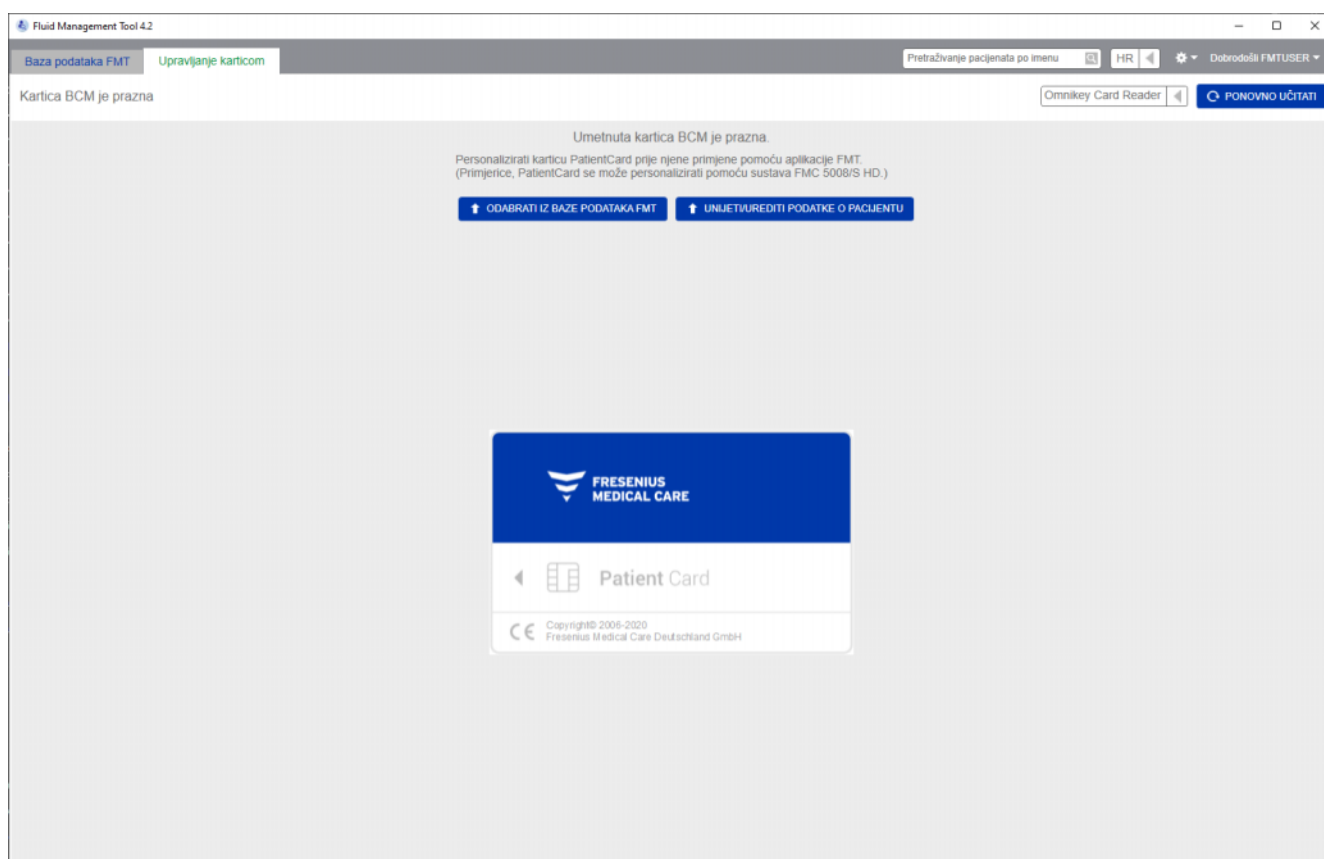 Fluid Management Tool 4.2
Baza podataka FMT
Upravljanje karticom
Pretraživanje pacijenata po imenu
HR
Dobrodošli FMTUSER
Kartica BCM je prazna
Omnikey Card Reader
PONOVNO UČITATI
Umetnuta kartica BCM je prazna.
Personalizirati karticu PatientCard prije njene primjene pomoću aplikacije FMT.
(Primjerice, PatientCard se može personalizirati pomoću sustava FMC 5008/S HD.)
ODABRATI IZ BAZE PODATAKA FMT
UNIJETI/UREDITI PODATKE O PACIJENTU
FRESENIUS
MEDICAL CARE
Patient Card
CE
Copyright© 2006-2020
Fresenius Medical Care Deutschland GmbH